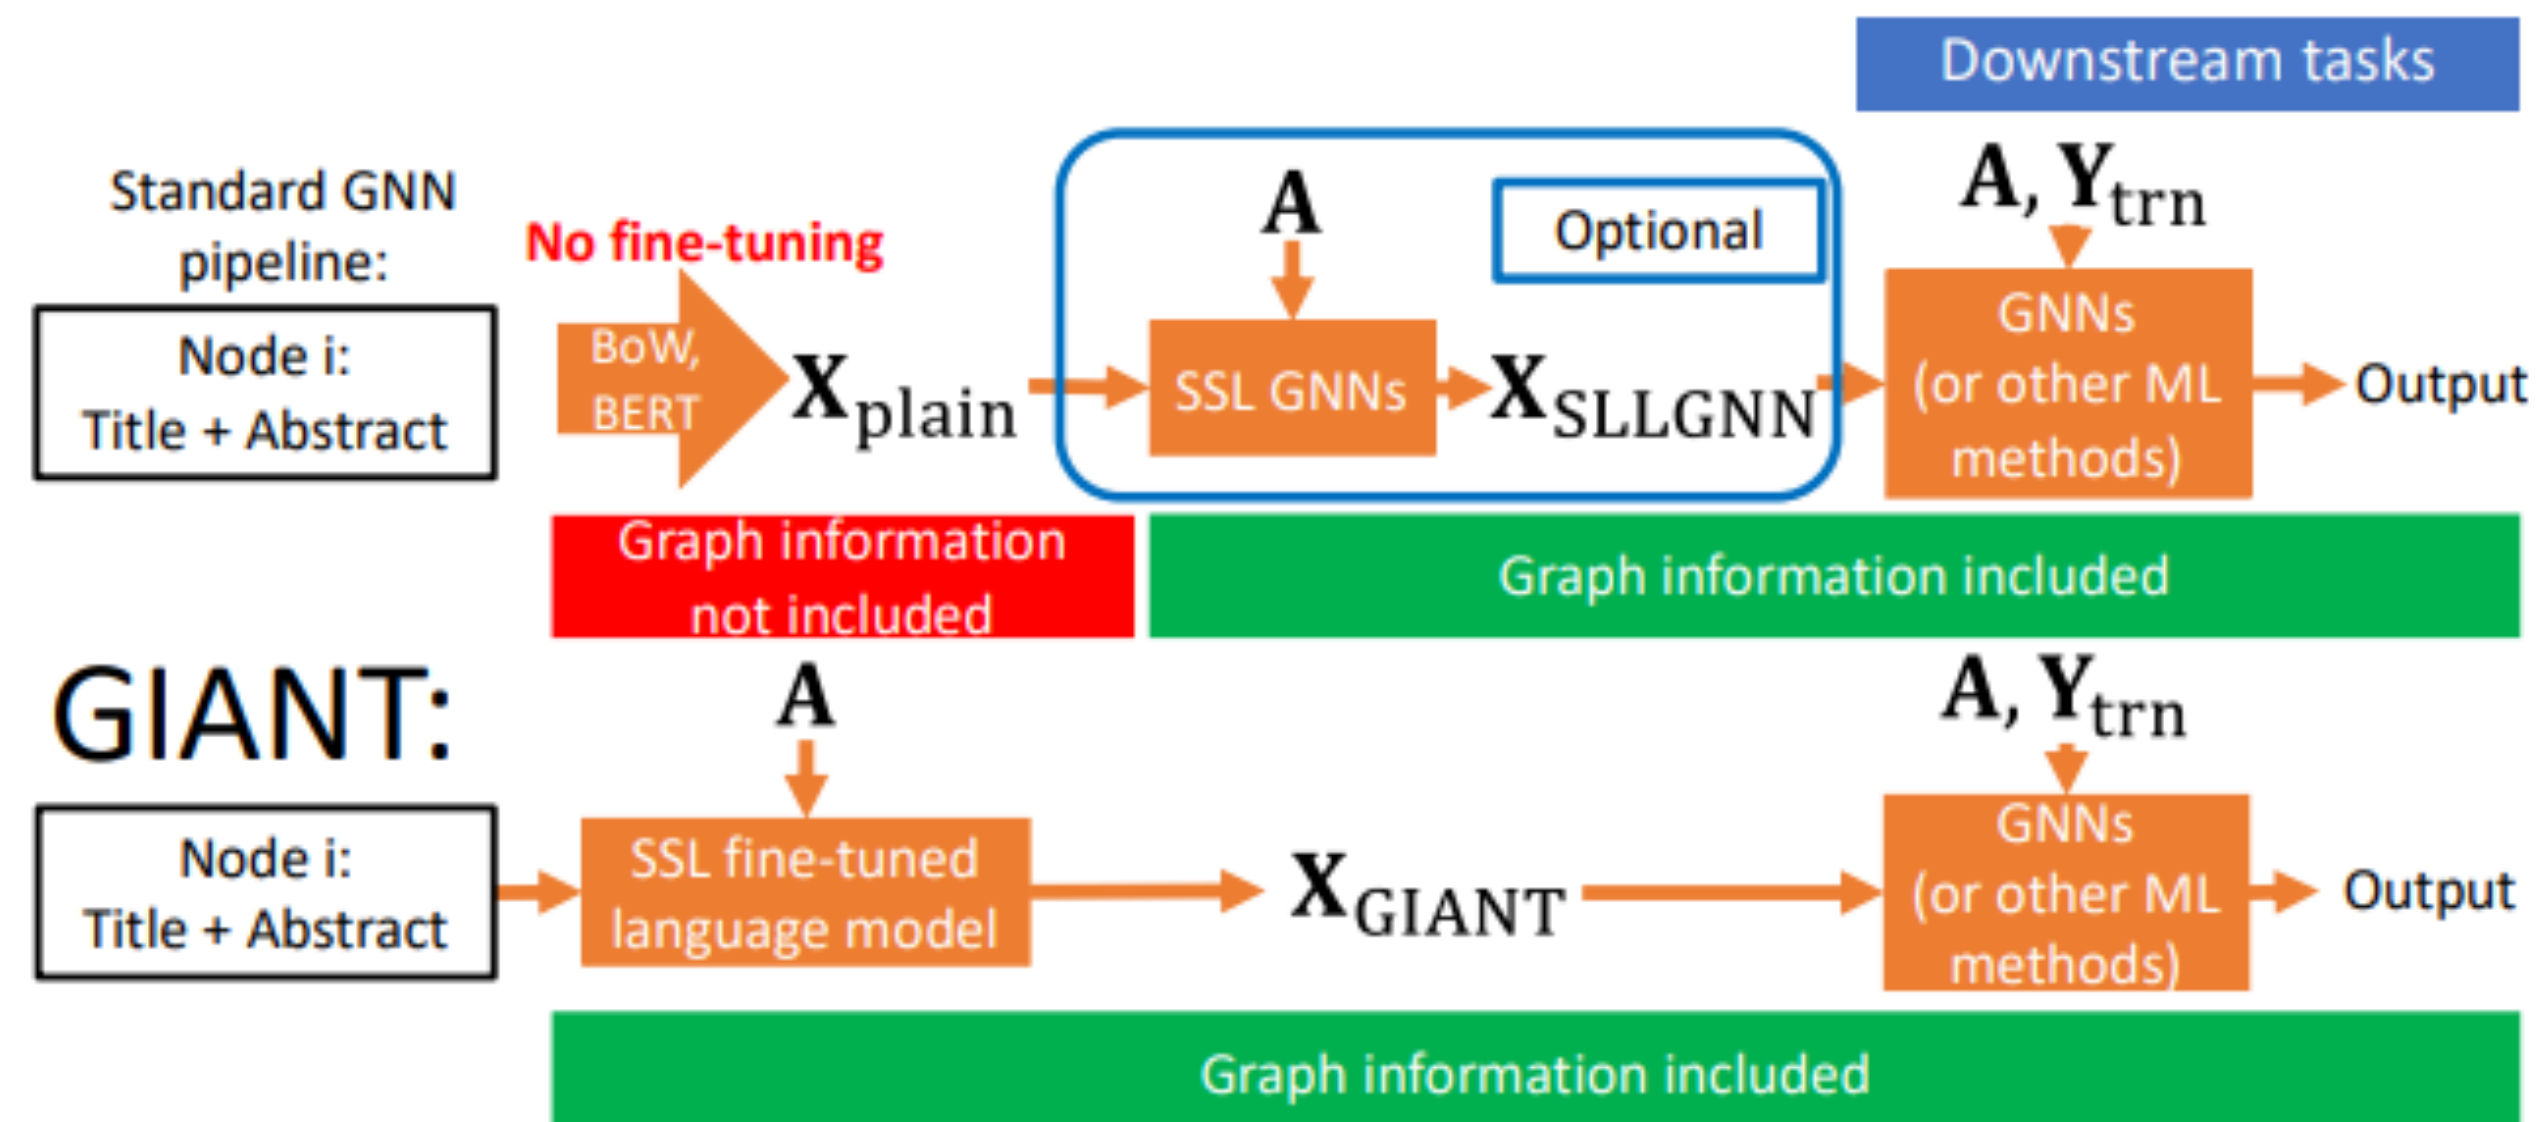 Downstream tasks
Standard GNN
pipeline:
No fine-tuning
A
Optional
A, Ytrn
Node i:
Title + Abstract
BoW,
BERT
Xplain
SSL GNNs
XSLLGNN
GNNs
(or other ML
methods)
Output
Graph information
not included
Graph information included
GIANT:
A
A, Ytrn
Node i:
Title + Abstract
SSL fine-tuned
language model
XGIANT
GNNs
(or other ML
methods)
Output
Graph information included